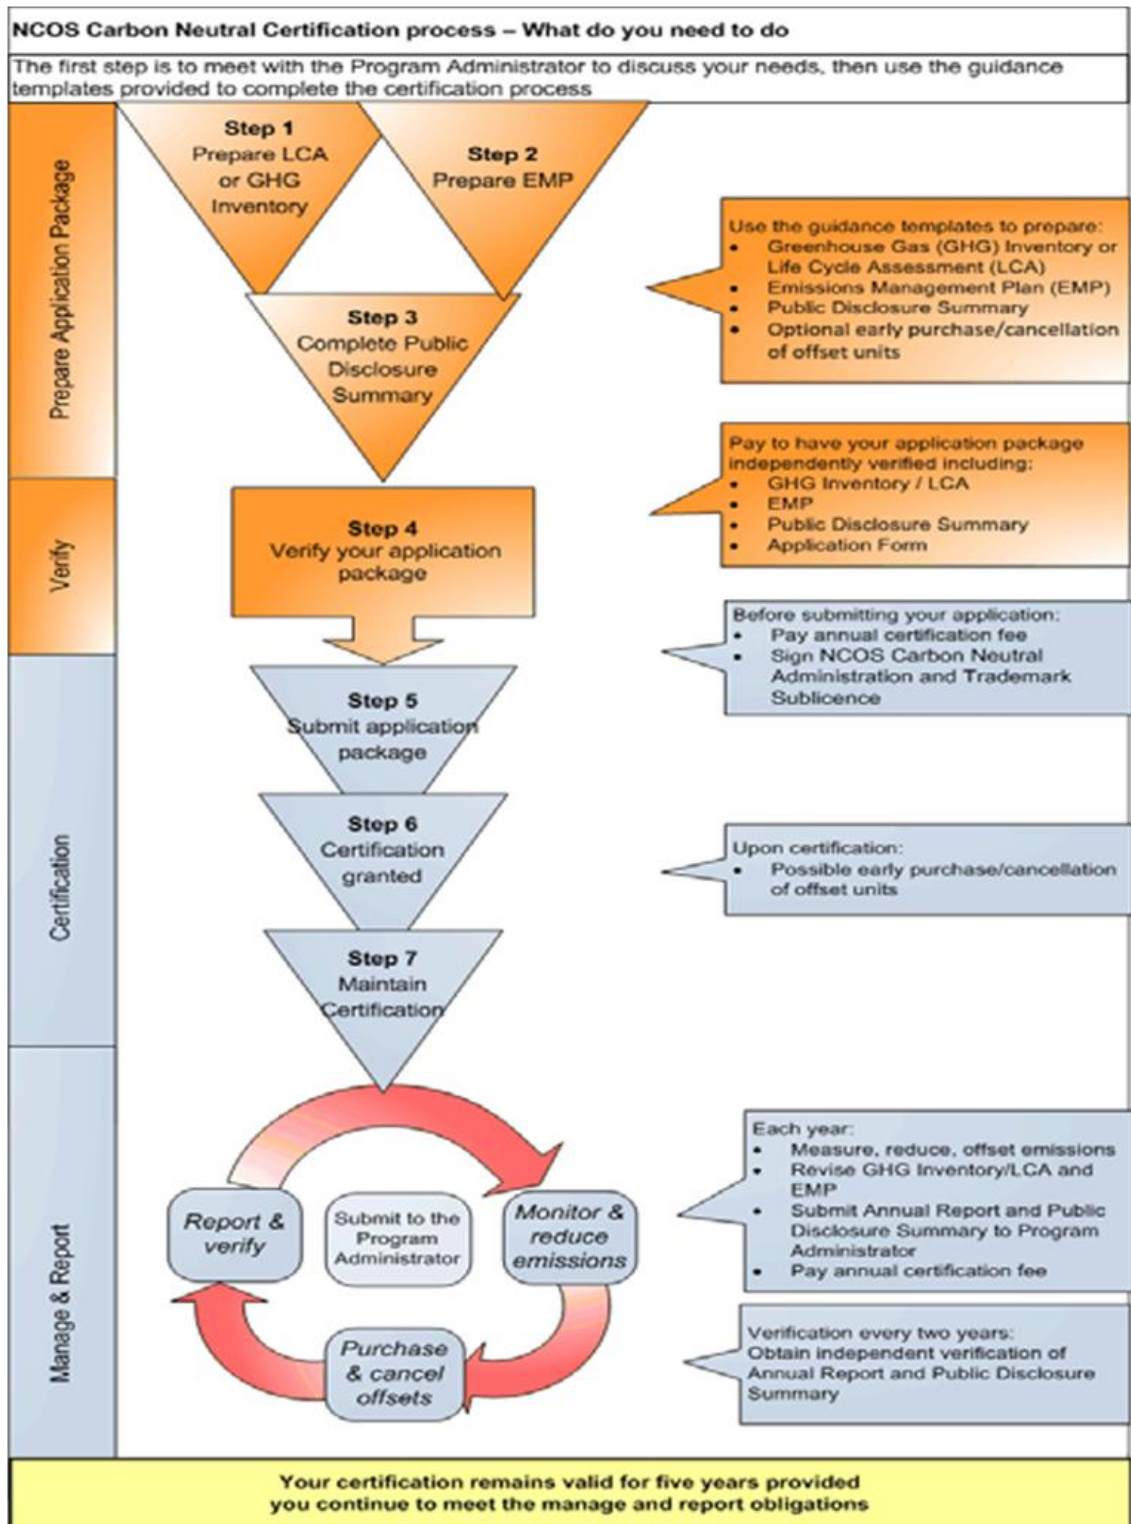 NCOS Carbon Neutral Certification process – What do you need to do
The first step is to meet with the Program Administrator to discuss your needs, then use the guidance
templates provided to complete the certification process
Prepare Application Package
Step 1
Prepare LCA
or GHG
Inventory
Step 2
Prepare EMP
Step 3
Complete Public
Disclosure
Summary
Use the guidance templates to prepare:
• Greenhouse Gas (GHG) Inventory or
Life Cycle Assessment (LCA)
• Emissions Management Plan (EMP)
• Public Disclosure Summary
• Optional early purchase/cancellation
of offset units
Verify
Step 4
Verify your application
package
Pay to have your application package
independently verified including:
• GHG Inventory / LCA
• EMP
• Public Disclosure Summary
• Application Form
Certification
Before submitting your application:
• Pay annual certification fee
• Sign NCOS Carbon Neutral
Administration and Trademark
Sublicence
Step 5
Submit application
package
Step 6
Certification
granted
Upon certification:
• Possible early purchase/cancellation
of offset units
Step 7
Maintain
Certification
Manage & Report
Report &
verify
Submit to the
Program
Administrator
Monitor &
reduce
emissions
Purchase
& cancel
offsets
Each year:
• Measure, reduce, offset emissions
• Revise GHG Inventory/LCA and
EMP
• Submit Annual Report and Public
Disclosure Summary to Program
Administrator
• Pay annual certification fee
Verification every two years:
Obtain independent verification of
Annual Report and Public Disclosure
Summary
Your certification remains valid for five years provided
you continue to meet the manage and report obligations